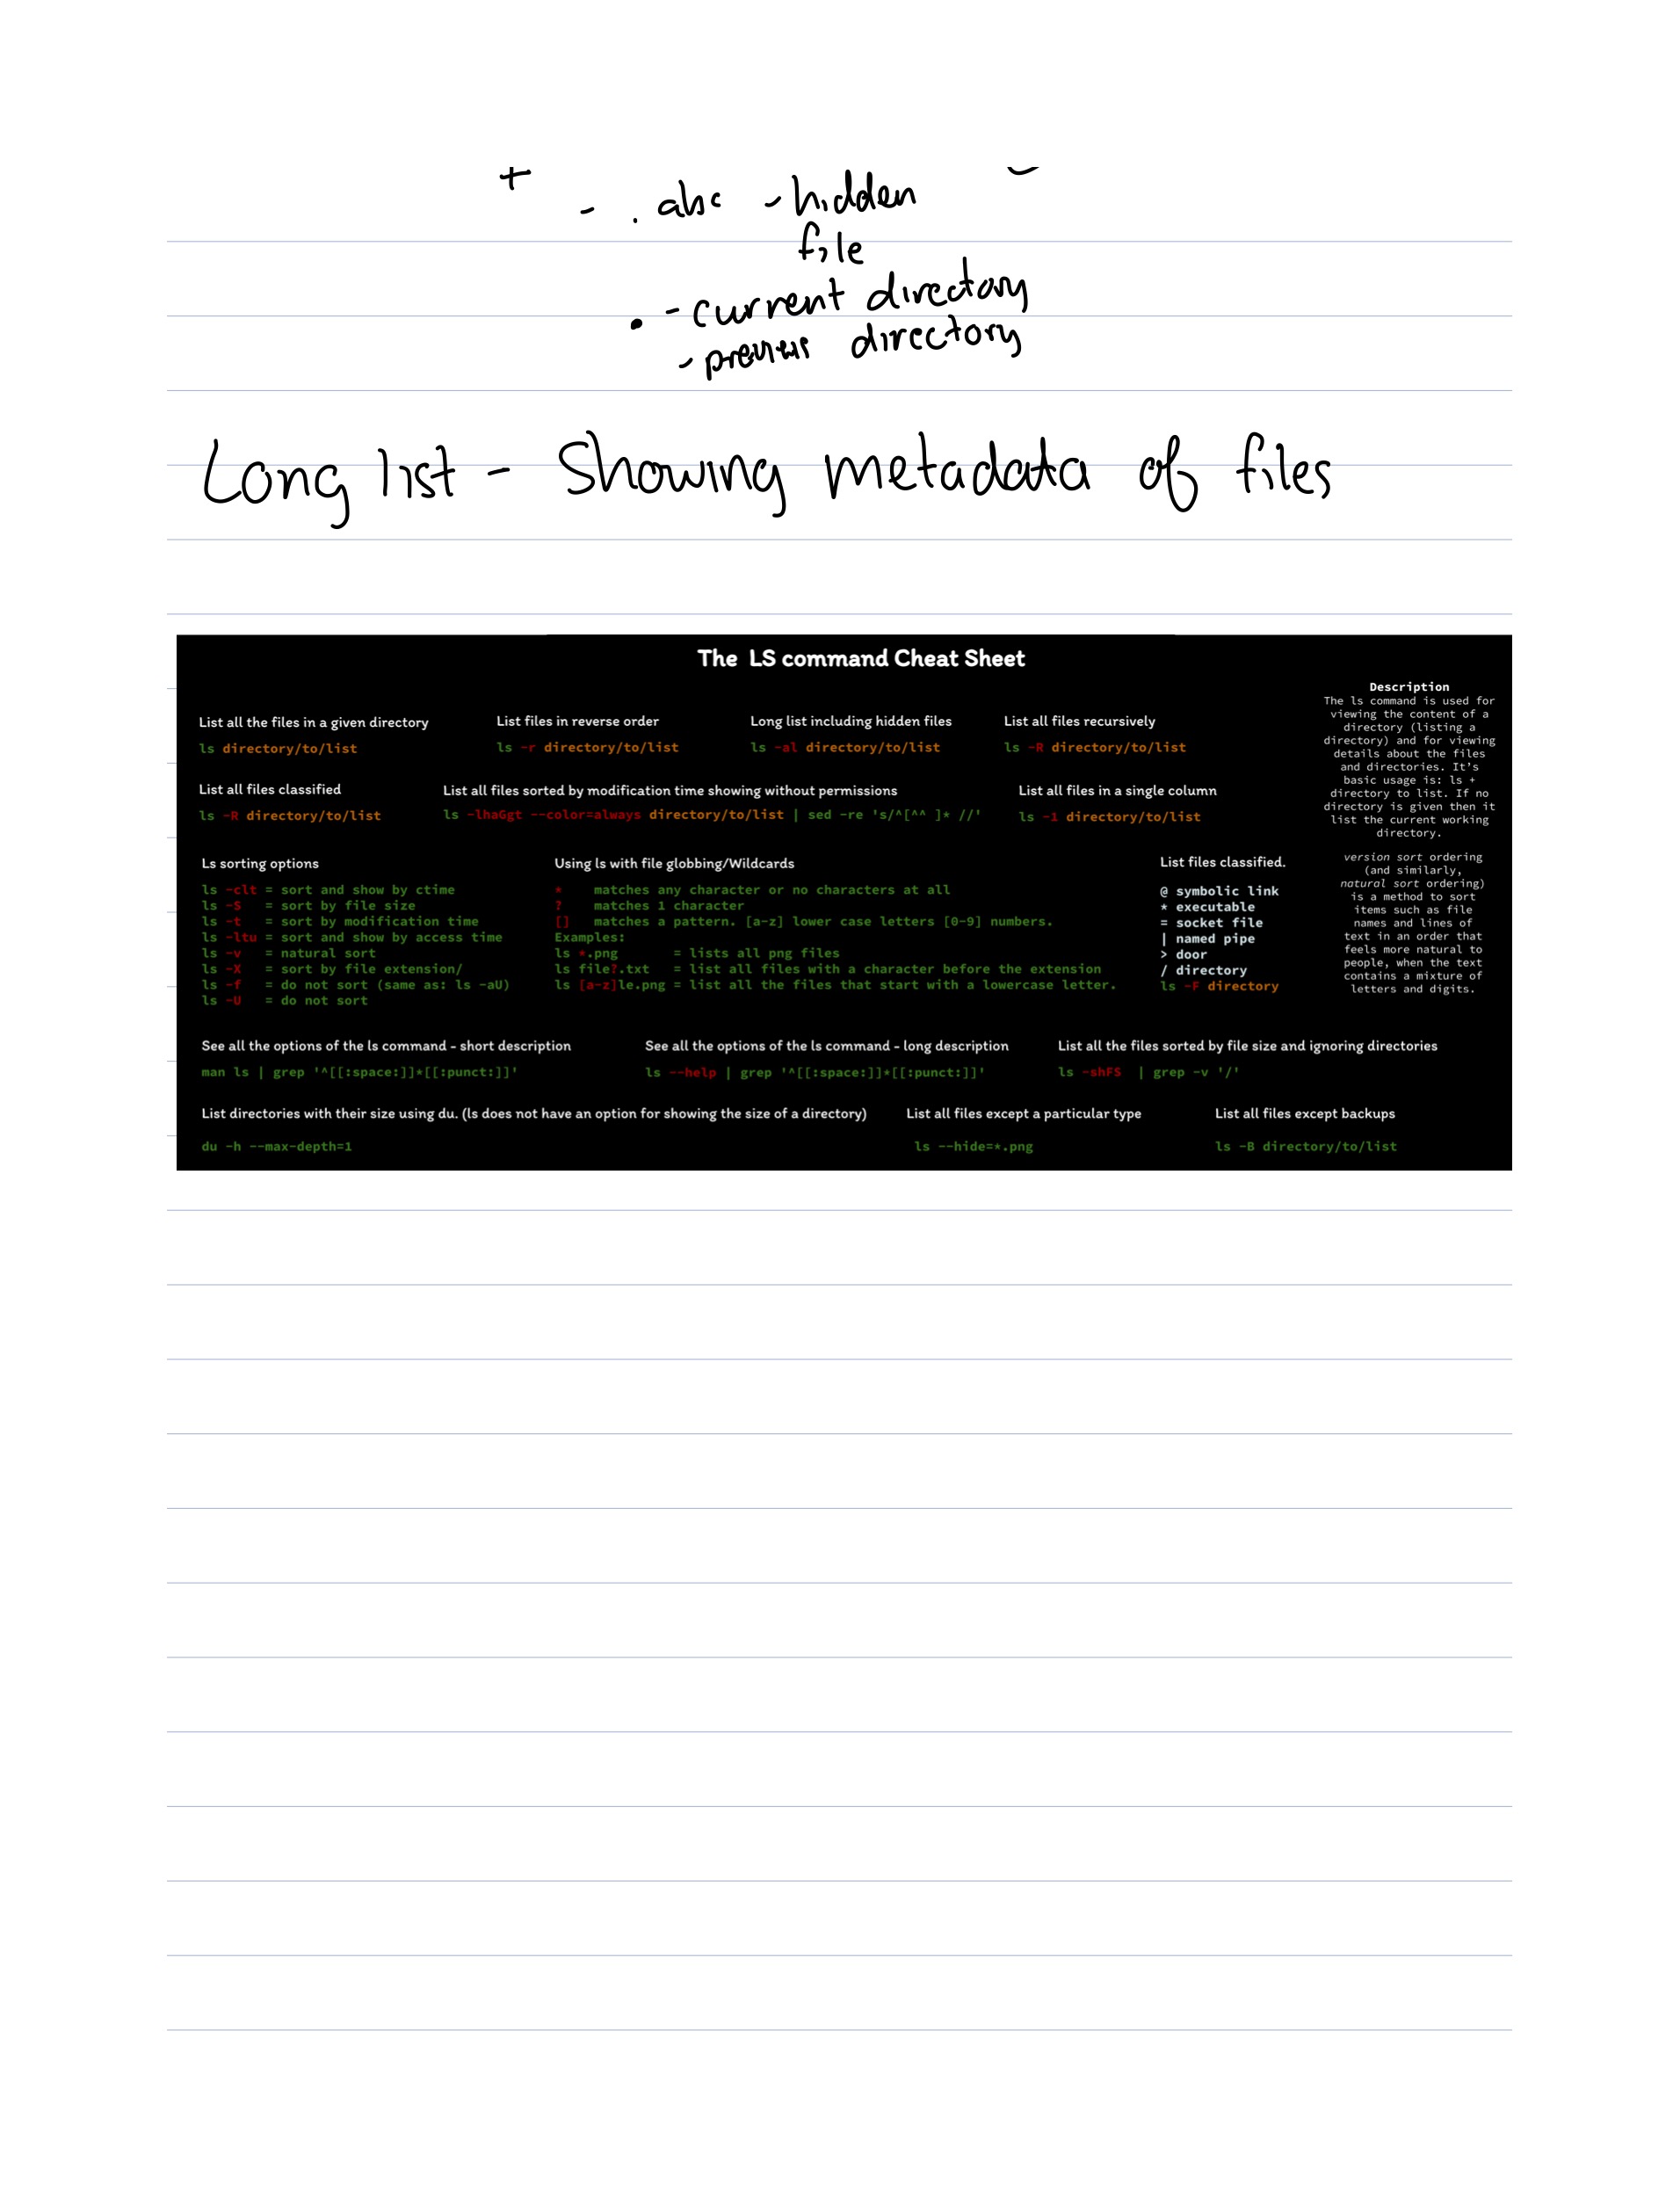 - . abc - hidden
file
. - current directory
- previous directory
Long list - Showing metadata of files
The LS command Cheat Sheet
List all the files in a given directory
ls directory/to/list
List files in reverse order
ls -r directory/to/list
Long list including hidden files
ls -al directory/to/list
List all files recursively
ls -R directory/to/list
List all files classified
ls -R directory/to/list
List all files sorted by modification time showing without permissions
ls -lhaGgt --color=always directory/to/list | sed -re 's/^[^^ ]* //'
List all files in a single column
ls -1 directory/to/list
Ls sorting options
ls -clt = sort and show by ctime
ls -S = sort by file size
ls -t = sort by modification time
ls -ltu = sort and show by access time
ls -v = natural sort
ls -X = sort by file extension/
ls -f = do not sort (same as: ls -aU)
ls -U = do not sort
Using ls with file globbing/Wildcards
* matches any character or no characters at all
? matches 1 character
[] matches a pattern. [a-z] lower case letters [0-9] numbers.
Examples:
ls *.png = lists all png files
ls file?.txt = list all files with a character before the extension
ls [a-z]le.png = list all the files that start with a lowercase letter.
List files classified.
@ symbolic link
* executable
= socket file
| named pipe
> door
/ directory
ls -F directory
Description
The ls command is used for
viewing the content of a
directory (listing a
directory) and for viewing
details about the files
and directories. It's
basic usage is: ls +
directory to list. If no
directory is given then it
list the current working
directory.
version sort ordering
(and similarly,
natural sort ordering)
is a method to sort
items such as file
names and lines of
text in an order that
feels more natural to
people, when the text
contains a mixture of
letters and digits.
See all the options of the ls command - short description
man ls | grep '^[[:space:]]*[[:punct:]]'
See all the options of the ls command - long description
ls --help | grep '^[[:space:]]*[[:punct:]]'
List all the files sorted by file size and ignoring directories
ls -shFS | grep -v '/'
List directories with their size using du. (ls does not have an option for showing the size of a directory)
du -h --max-depth=1
List all files except a particular type
ls --hide=*.png
List all files except backups
ls -B directory/to/list